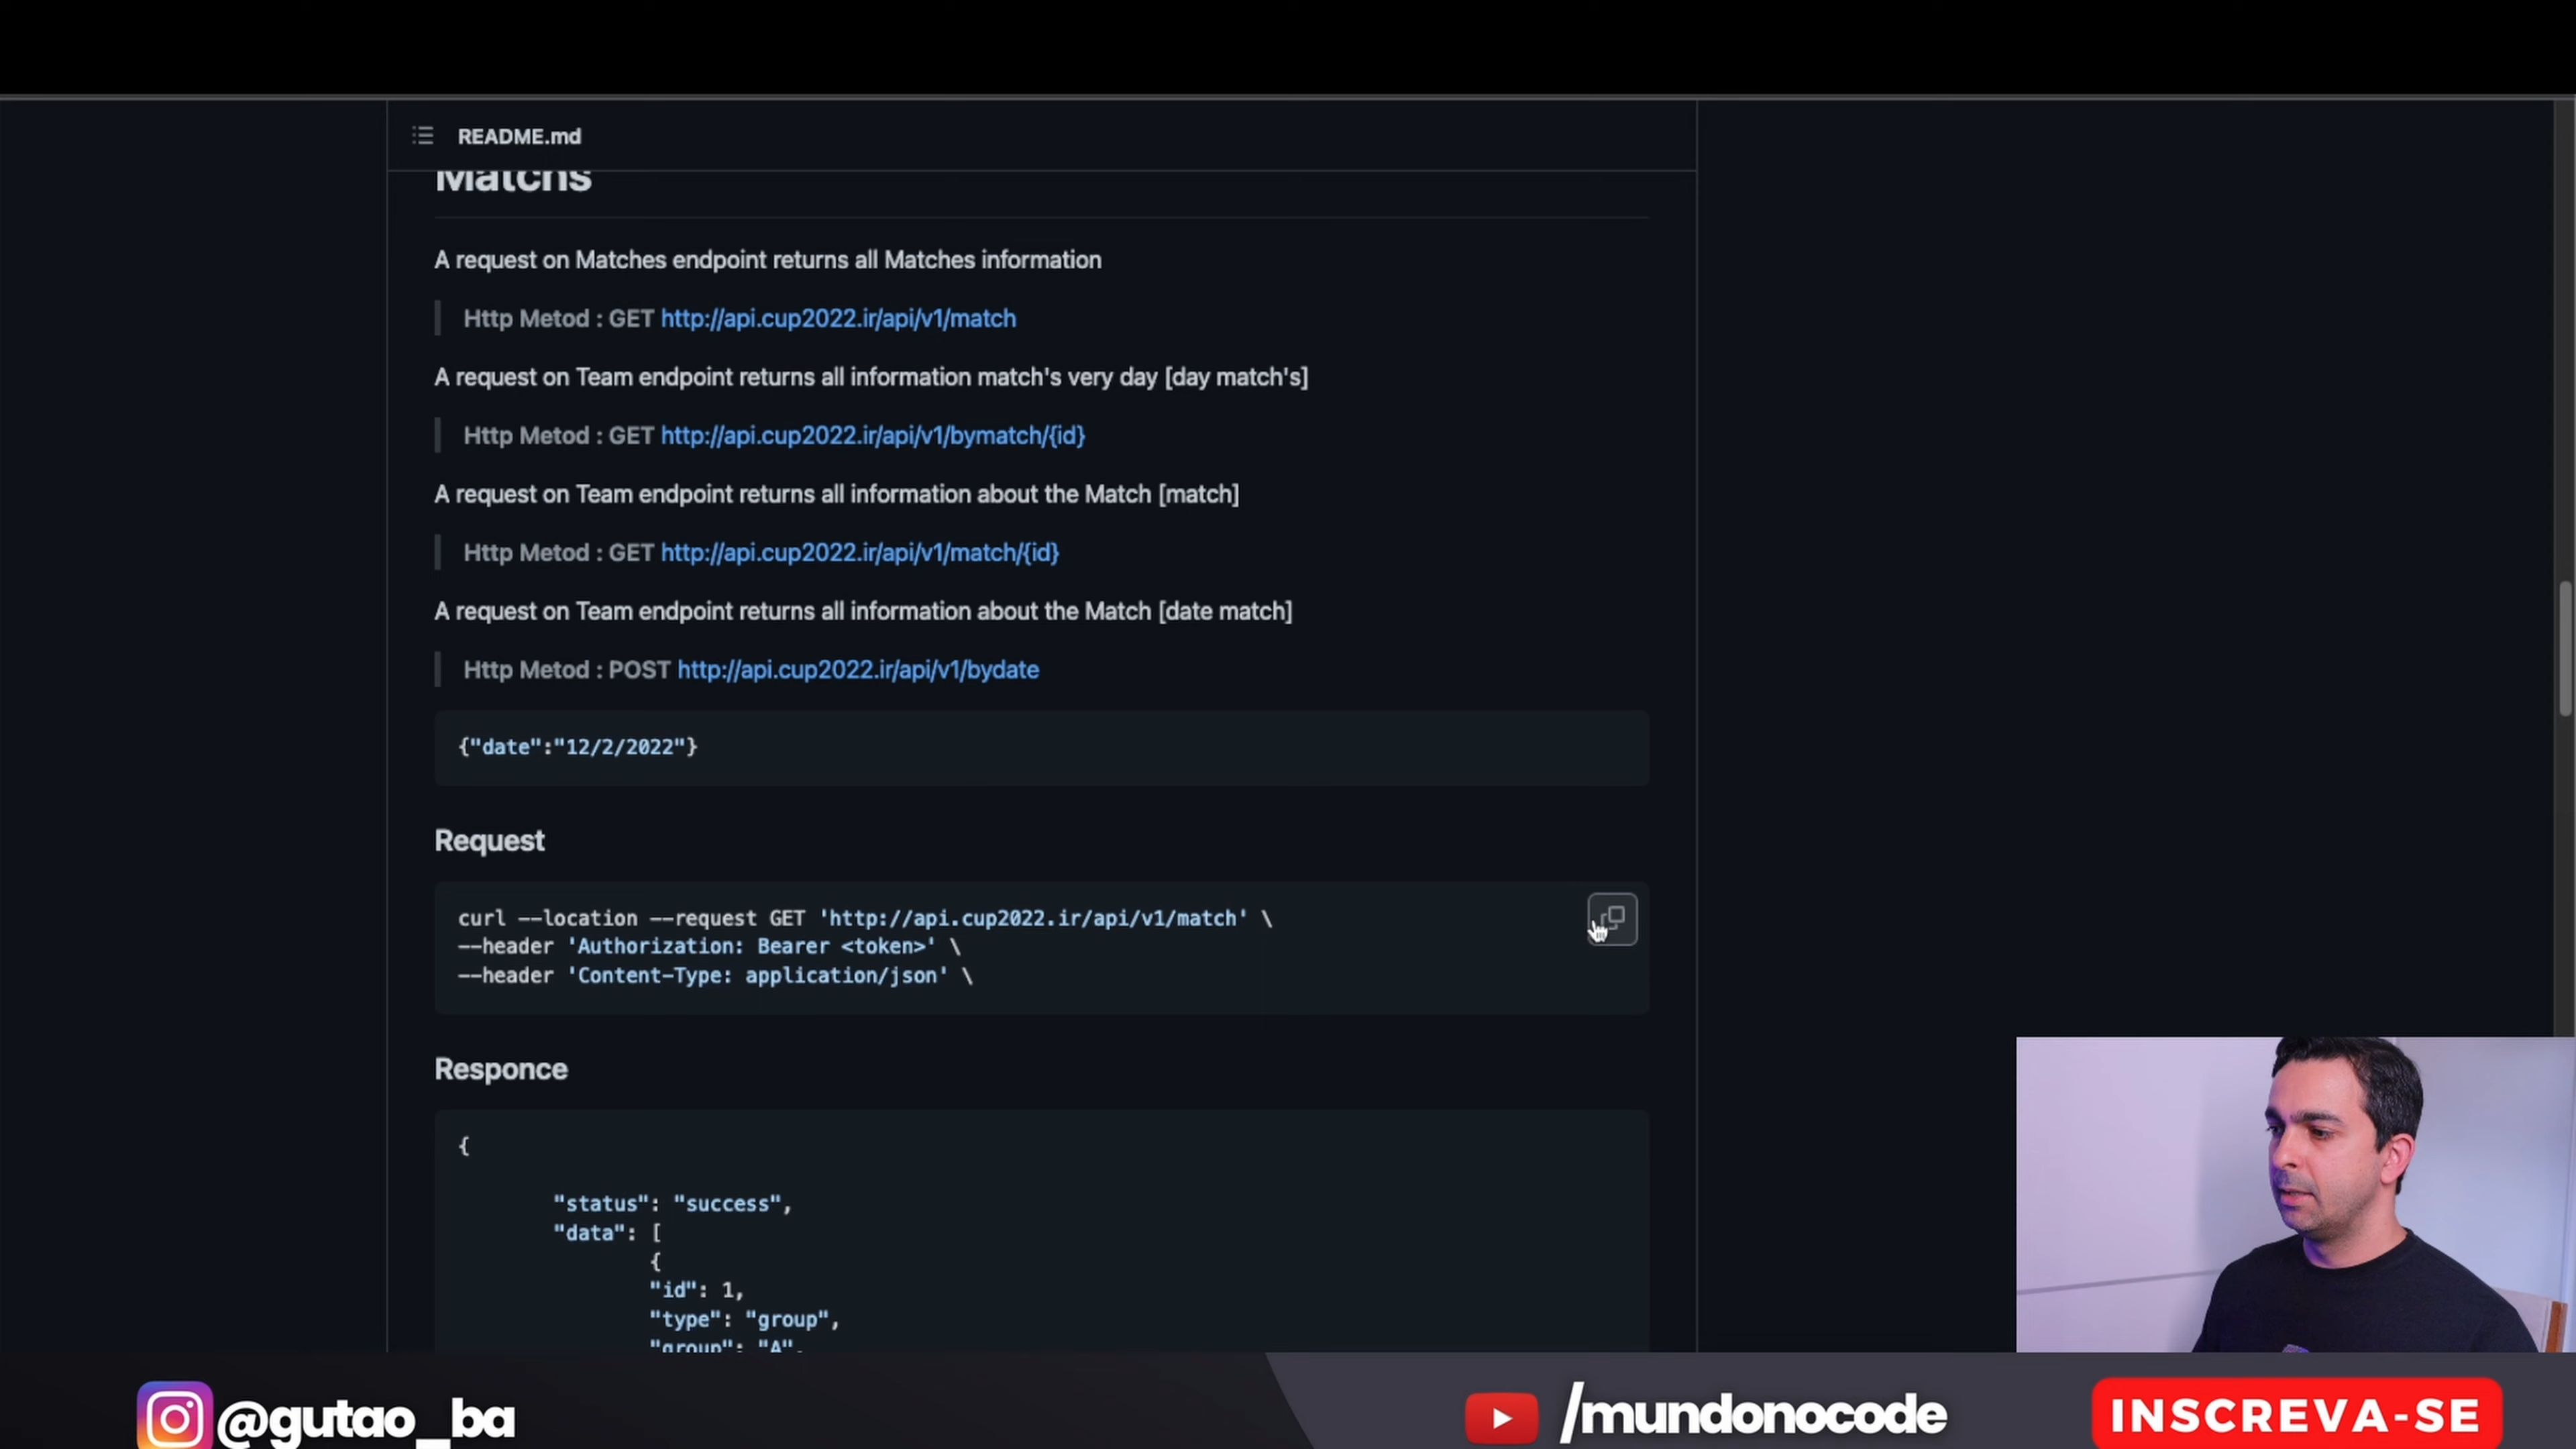 README.md
Matchs
A request on Matches endpoint returns all Matches information
Http Metod : GET http://api.cup2022.ir/api/v1/match
A request on Team endpoint returns all information match's very day [day match's]
Http Metod : GET http://api.cup2022.ir/api/v1/bymatch/{id}
A request on Team endpoint returns all information about the Match [match]
Http Metod : GET http://api.cup2022.ir/api/v1/match/{id}
A request on Team endpoint returns all information about the Match [date match]
Http Metod : POST http://api.cup2022.ir/api/v1/bydate
{"date":"12/2/2022"}
Request
curl --location --request GET 'http://api.cup2022.ir/api/v1/match' \
--header 'Authorization: Bearer <token>' \
--header 'Content-Type: application/json' \
Responce
{
"status": "success",
"data": [
{
"id": 1,
"type": "group",
"group": "A",
@gutao_ba
/mundonocode
INSCREVA-SE